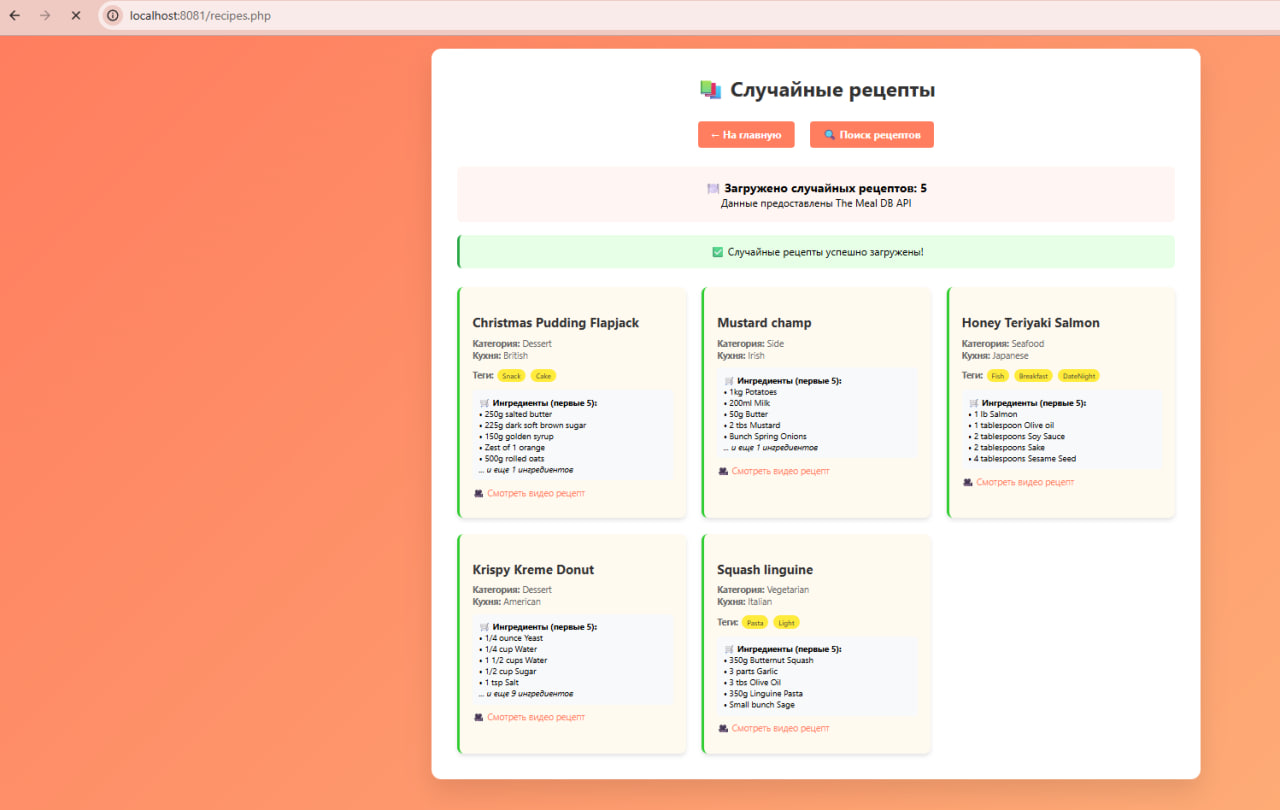 localhost:8081/recipes.php
Случайные рецепты
← На главную
Поиск рецептов
Загружено случайных рецептов: 5
Данные предоставлены The Meal DB API
Случайные рецепты успешно загружены!
Christmas Pudding Flapjack
Категория: Dessert
Кухня: British
Теги: Snack Cake
Ингредиенты (первые 5):
• 250g salted butter
• 225g dark soft brown sugar
• 150g golden syrup
• Zest of 1 orange
• 500g rolled oats
... и еще 1 ингредиентов
Смотреть видео рецепт
Mustard champ
Категория: Side
Кухня: Irish
Ингредиенты (первые 5):
• 1kg Potatoes
• 200ml Milk
• 50g Butter
• 2 tbs Mustard
• Bunch Spring Onions
... и еще 1 ингредиентов
Смотреть видео рецепт
Honey Teriyaki Salmon
Категория: Seafood
Кухня: Japanese
Теги: Fish Breakfast DateNight
Ингредиенты (первые 5):
• 1 lb Salmon
• 1 tablespoon Olive oil
• 2 tablespoons Soy Sauce
• 2 tablespoons Sake
• 4 tablespoons Sesame Seed
Смотреть видео рецепт
Krispy Kreme Donut
Категория: Dessert
Кухня: American
Ингредиенты (первые 5):
• 1/4 ounce Yeast
• 1/4 cup Water
• 1 1/2 cups Water
• 1/2 cup Sugar
• 1 tsp Salt
... и еще 9 ингредиентов
Смотреть видео рецепт
Squash linguine
Категория: Vegetarian
Кухня: Italian
Теги: Pasta Light
Ингредиенты (первые 5):
• 350g Butternut Squash
• 3 parts Garlic
• 3 tbs Olive Oil
• 350g Linguine Pasta
• Small bunch Sage
Смотреть видео рецепт